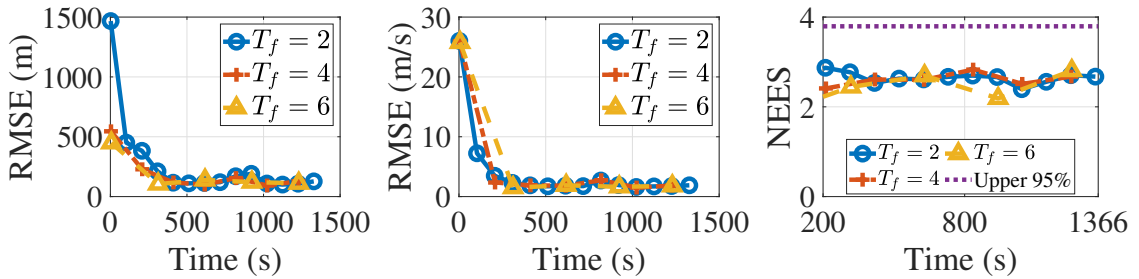 RMSE (m)
1500
1000
500
0
0 500 1000 1500
Time (s)
T_f = 2
T_f = 4
T_f = 6
RMSE (m/s)
30
20
10
0
0 500 1000 1500
Time (s)
T_f = 2
T_f = 4
T_f = 6
NEES
4
2
0
200 800 1366
Time (s)
T_f = 2 T_f = 6
T_f = 4 Upper 95%